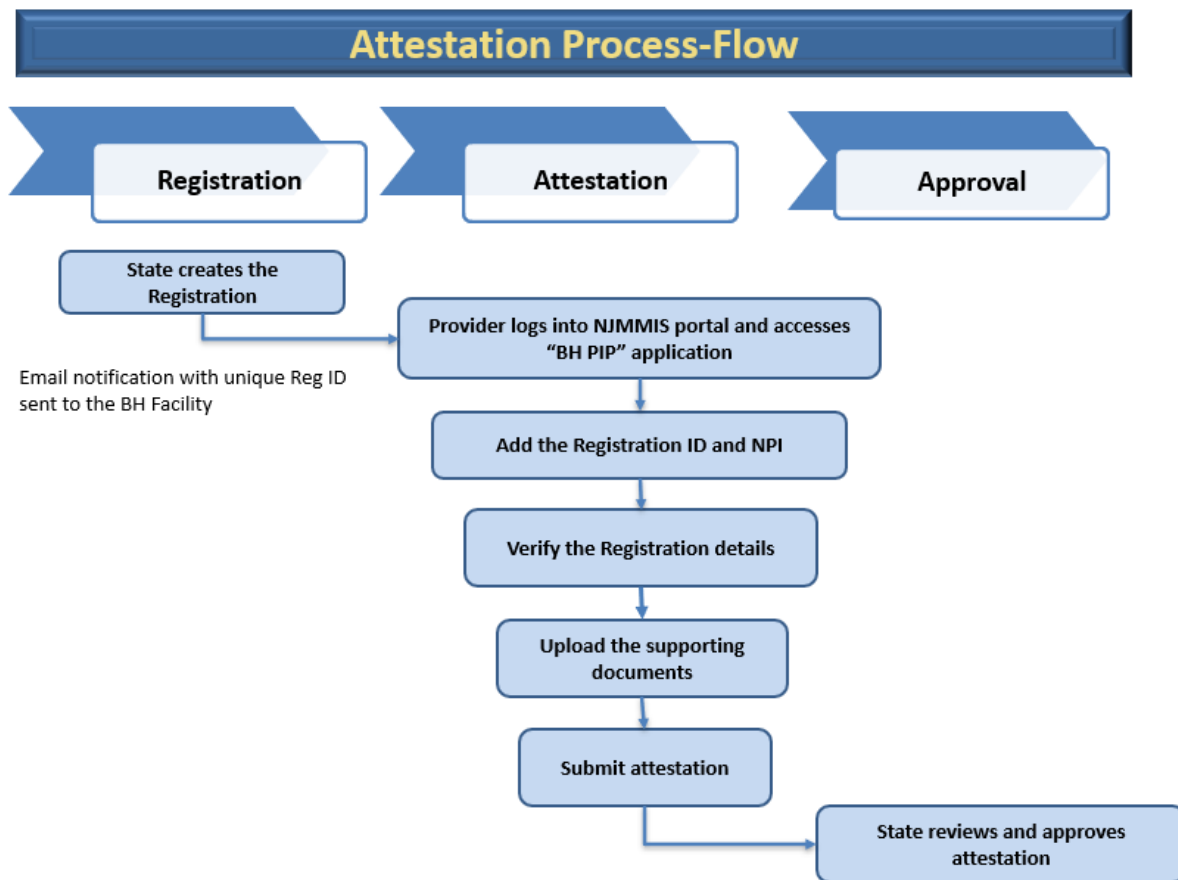 Attestation Process-Flow
Registration
Attestation
Approval
State creates the
Registration
Provider logs into NJMMIS portal and accesses
“BH PIP” application
Email notification with unique Reg ID
sent to the BH Facility
Add the Registration ID and NPI
Verify the Registration details
Upload the supporting
documents
Submit attestation
State reviews and approves
attestation